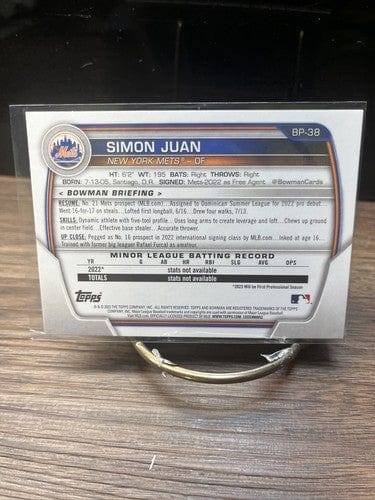 BP-38
Mets
SIMON JUAN
NEW YORK METS® – OF
HT: 6'2" WT: 195 BATS: Right THROWS: Right
BORN: 7-13-05, Santiago, D.R. SIGNED: Mets-2022 as Free Agent @BowmanCards
< BOWMAN BRIEFING >
RESUME: No. 21 Mets prospect (MLB.com)...Assigned to Dominican Summer League for 2022 pro debut...
Went 16-for-17 on steals...Lofted first longball, 6/16...Drew four walks, 7/13.
SKILLS: Dynamic athlete with five-tool profile...Uses long arms to create leverage and loft...Chews up ground
in center field...Effective base stealer...Accurate thrower.
UP CLOSE: Pegged as No. 16 prospect in 2022 international signing class by MLB.com...Inked at age 16...
Trained with former big leaguer Rafael Furcal as amateur.
MINOR LEAGUE BATTING RECORD
YR G AB R H 2B 3B HR RBI SB SLG AVG OPS
2022* stats not available
TOTALS stats not available
*2023 Will be First Professional Season
Topps